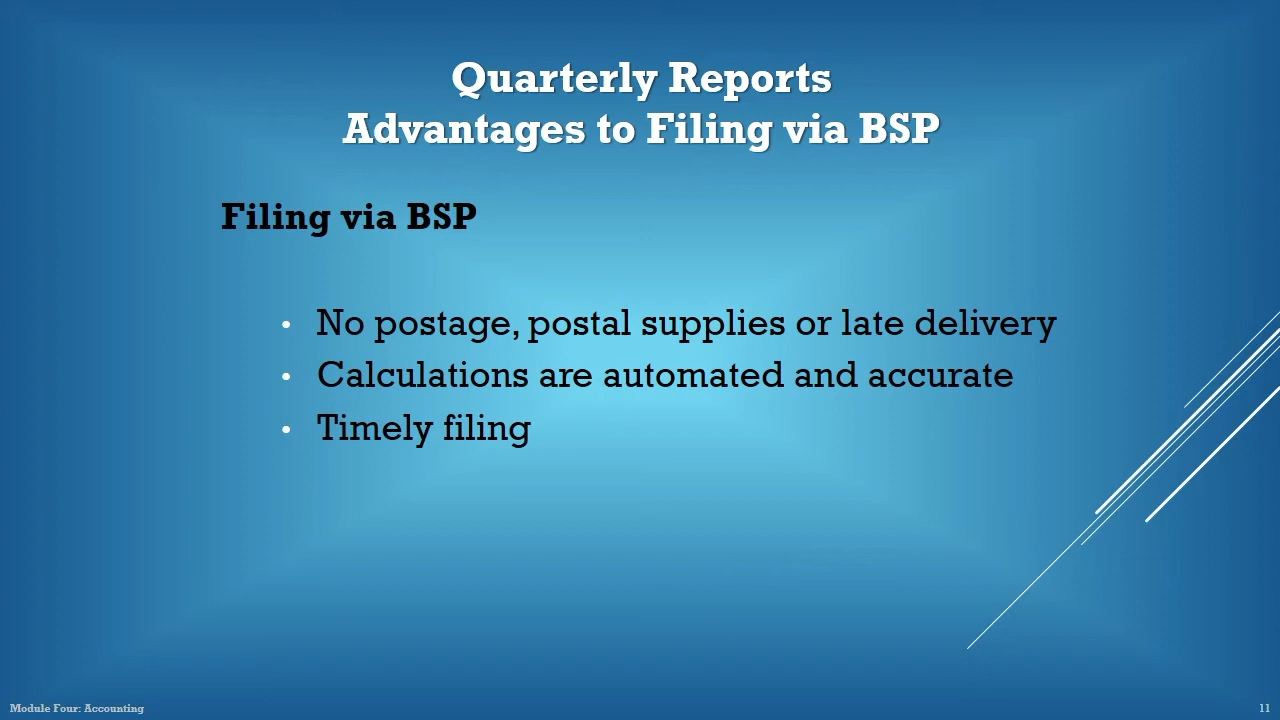 Quarterly Reports
Advantages to Filing via BSP
Filing via BSP
• No postage, postal supplies or late delivery
• Calculations are automated and accurate
• Timely filing
Module Four: Accounting
11